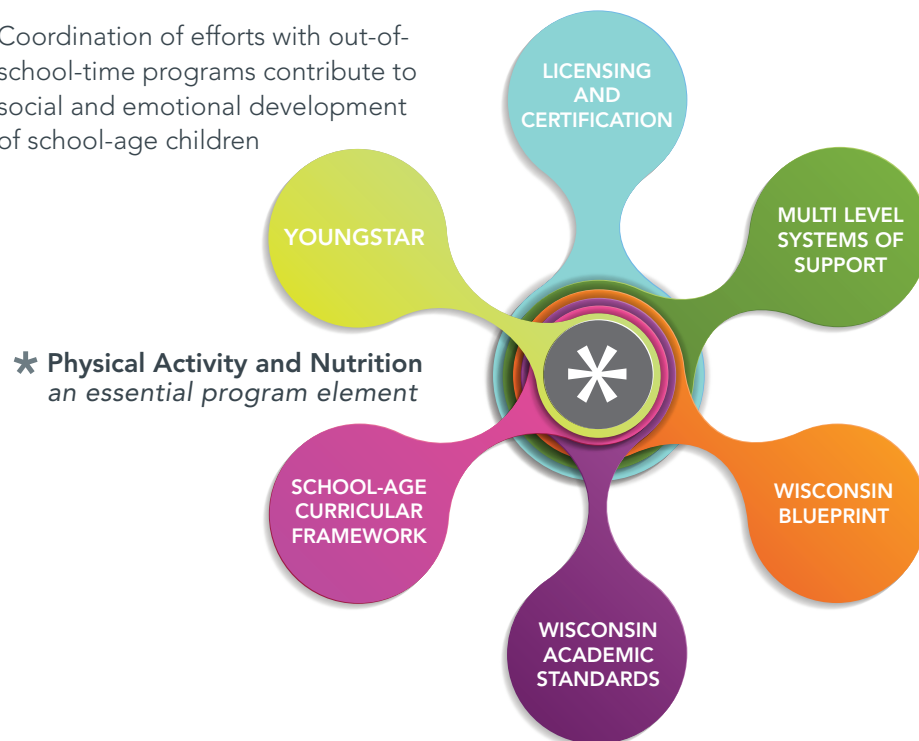 Coordination of efforts with out-of-
school-time programs contribute to
social and emotional development
of school-age children
LICENSING
AND
CERTIFICATION
MULTI LEVEL
SYSTEMS OF
SUPPORT
YOUNGSTAR
* Physical Activity and Nutrition
an essential program element
*
SCHOOL-AGE
CURRICULAR
FRAMEWORK
WISCONSIN
BLUEPRINT
WISCONSIN
ACADEMIC
STANDARDS